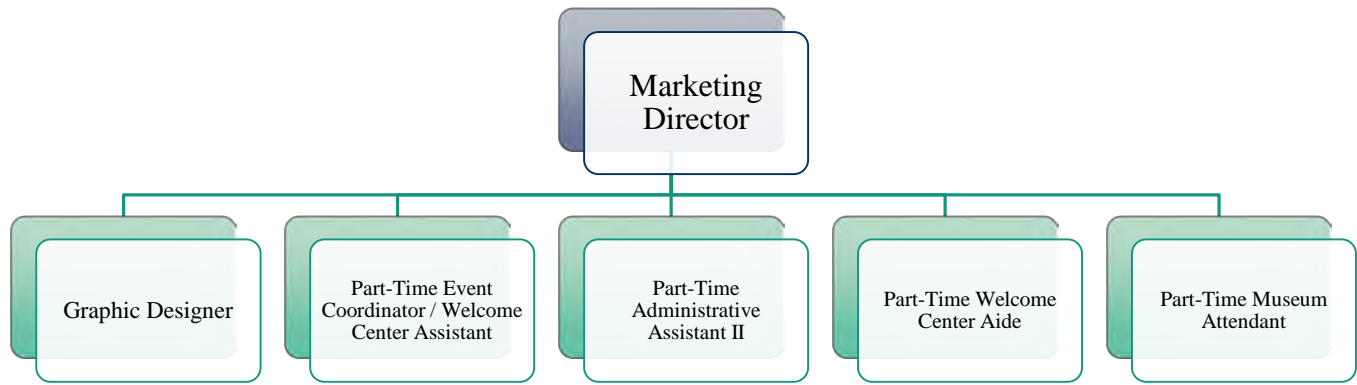 Marketing
Director
Graphic Designer
Part-Time Event
Coordinator / Welcome
Center Assistant
Part-Time
Administrative
Assistant II
Part-Time Welcome
Center Aide
Part-Time Museum
Attendant